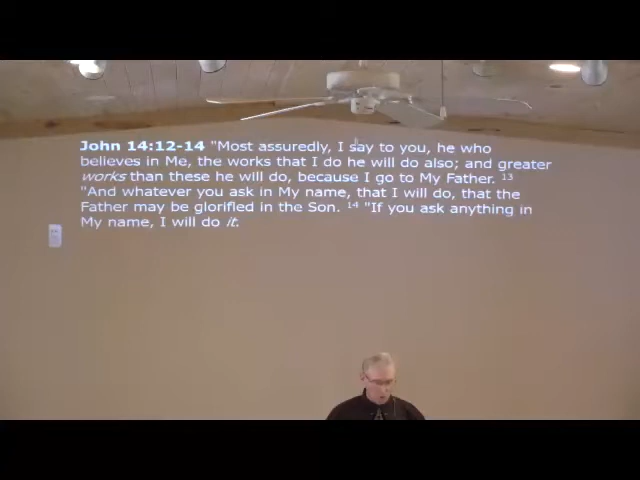 John 14:12-14 "Most assuredly, I say to you, he who
believes in Me, the works that I do he will do also; and greater
works than these he will do, because I go to My Father. 13
"And whatever you ask in My name, that I will do, that the
Father may be glorified in the Son. 14 "If you ask anything in
My name, I will do it.